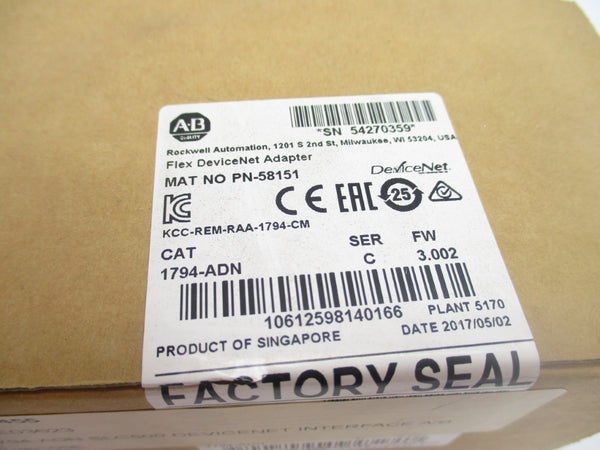 A·B
QUALITY
*SN 54270359*
Rockwell Automation, 1201 S 2nd St, Milwaukee, WI 53204, USA
Flex DeviceNet Adapter
MAT NO PN-58151
DeviceNet
KC CE EAC 25
KCC-REM-RAA-1794-CM
CAT SER FW
1794-ADN C 3.002
10612598140166
PLANT 5170
PRODUCT OF SINGAPORE DATE 2017/05/02
FACTORY SEAL